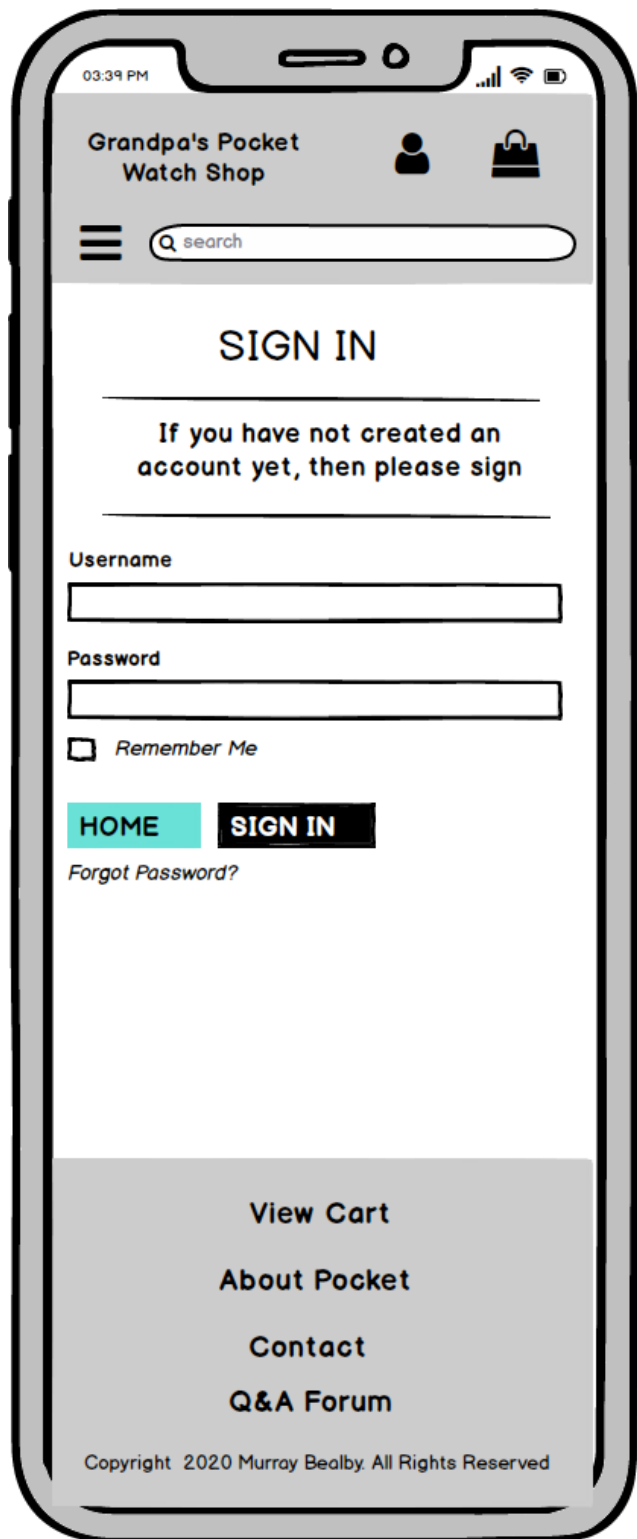 03:39 PM
Grandpa's Pocket
Watch Shop
search
SIGN IN
If you have not created an
account yet, then please sign
Username
Password
Remember Me
HOME SIGN IN
Forgot Password?
View Cart
About Pocket
Contact
Q&A Forum
Copyright 2020 Murray Bealby. All Rights Reserved